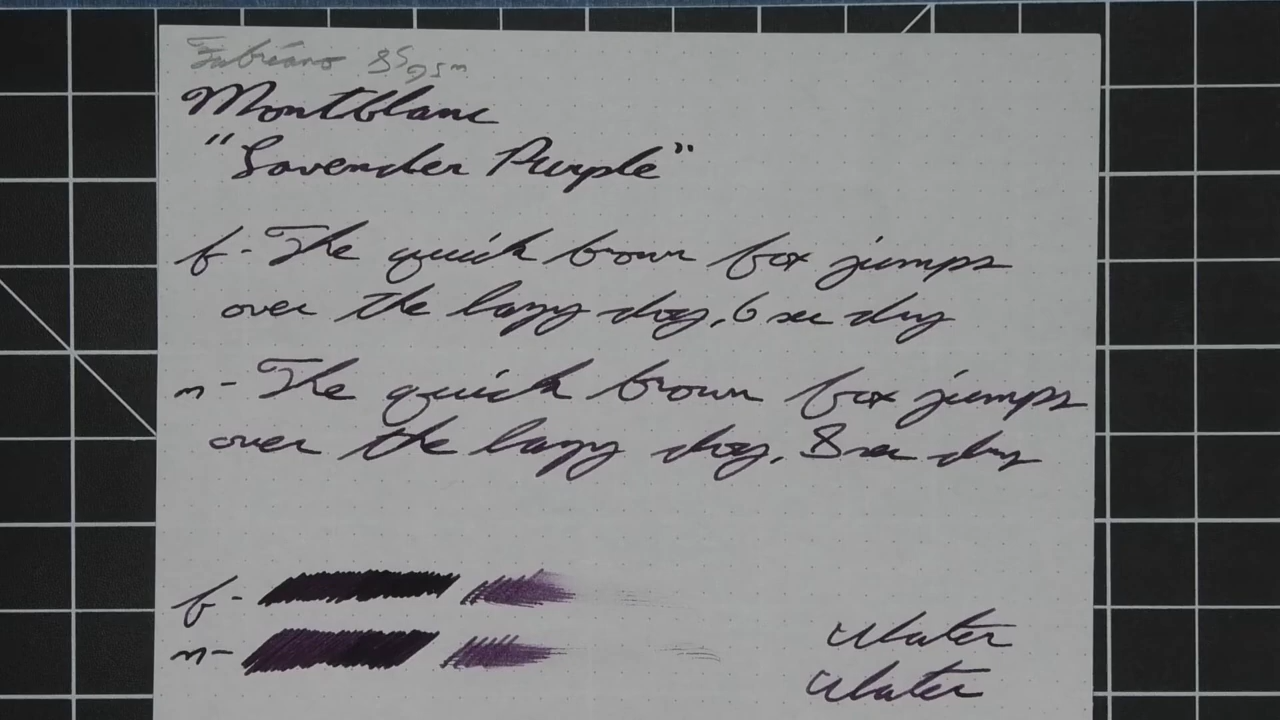 Fabriano 85gsm
Montblanc
"Lavender Purple"
f- The quick brown fox jumps
over the lazy dog, 6 sec dry
m- The quick brown fox jumps
over the lazy dog, 8 sec dry
f-
m-
Water
Water